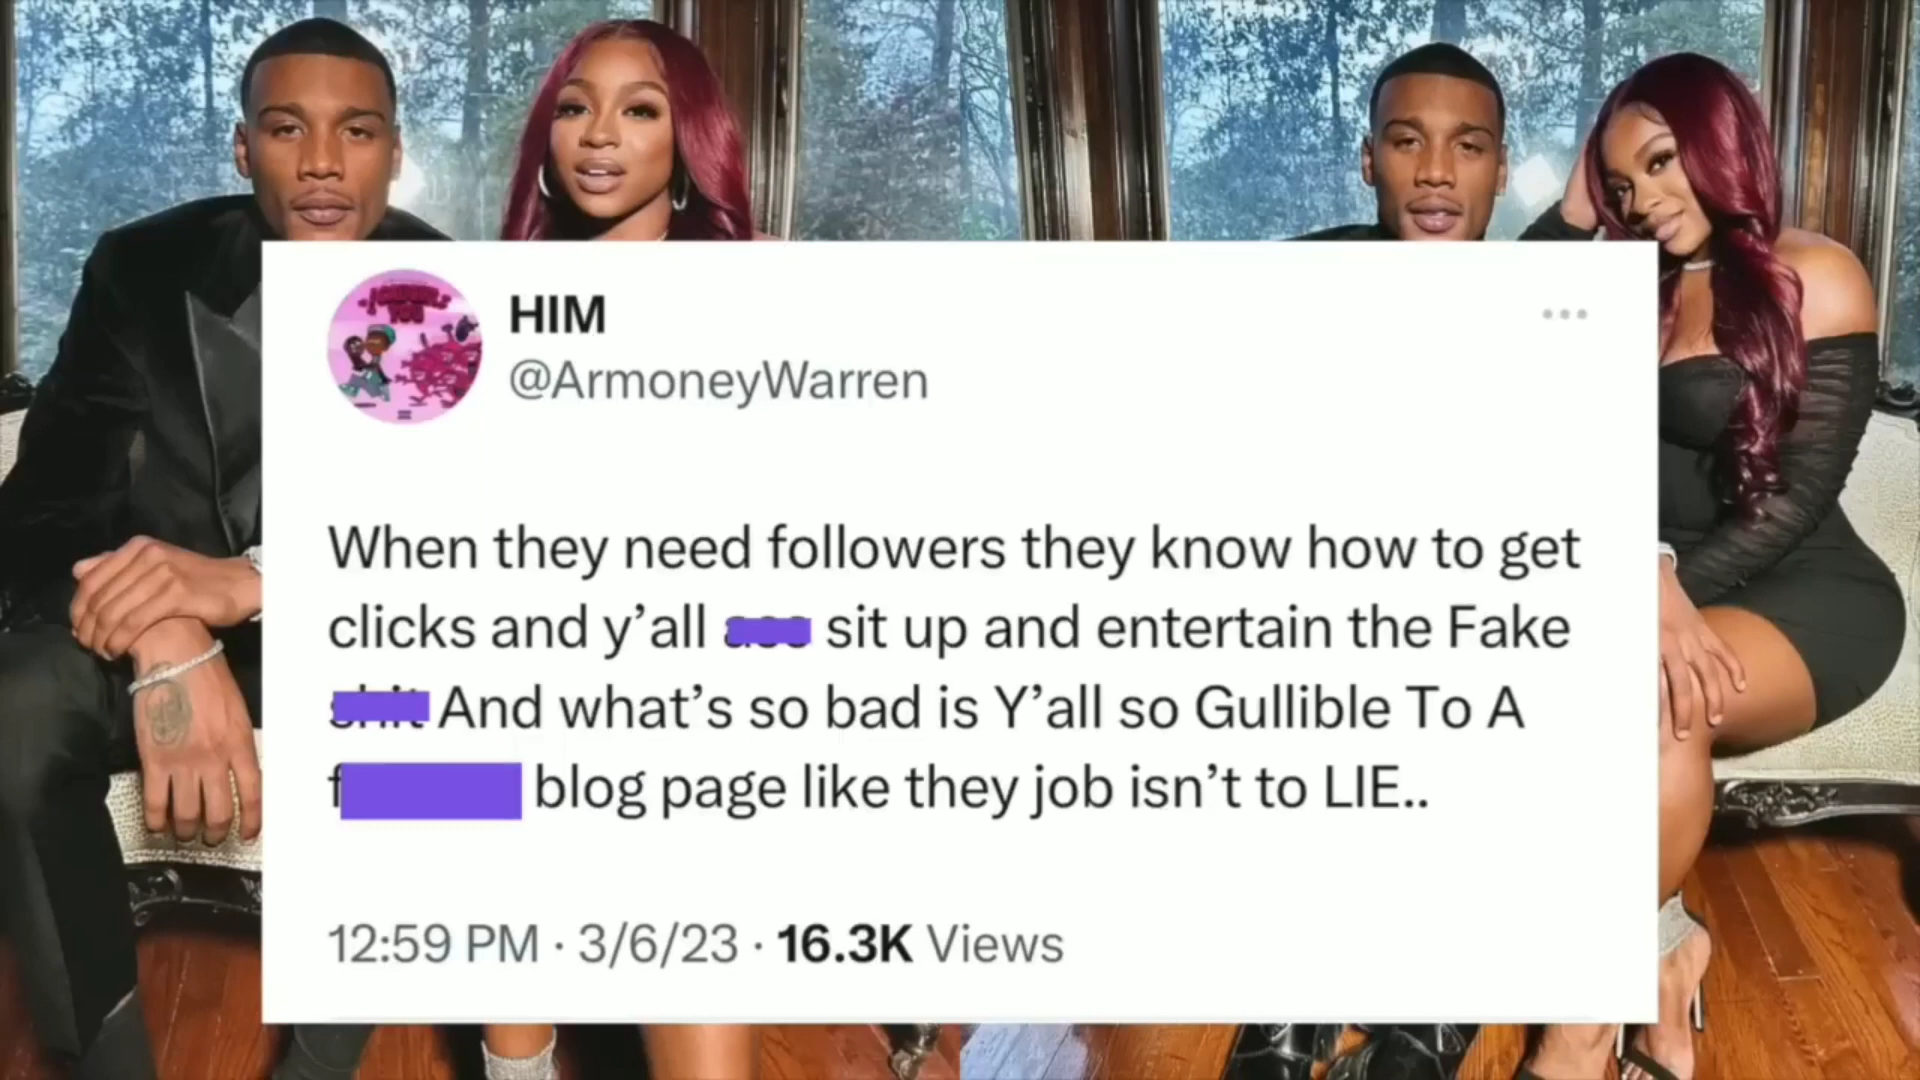 HIM
@ArmoneyWarren
When they need followers they know how to get
clicks and y'all sit up and entertain the Fake
shit And what's so bad is Y'all so Gullible To A
blog page like they job isn't to LIE..
12:59 PM · 3/6/23 · 16.3K Views